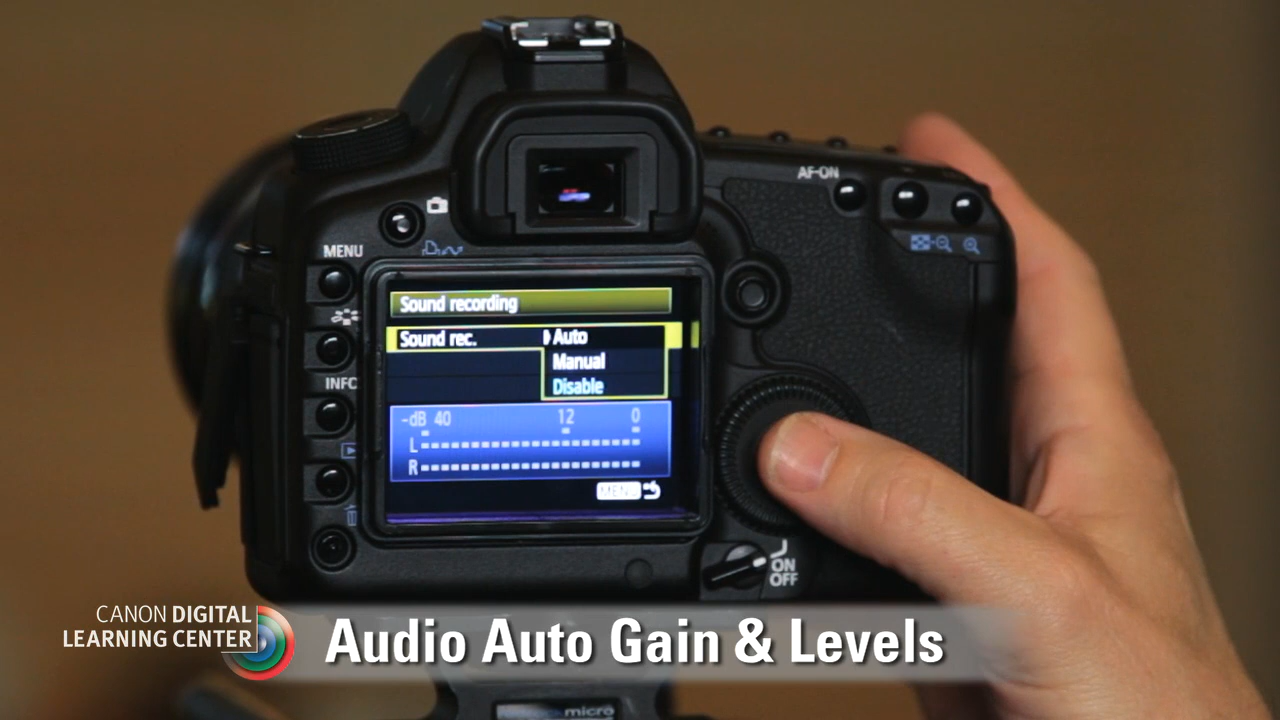 AF-ON
MENU
INFO
Sound recording
Sound rec. Auto
Manual
Disable
-dB 40 12 0
L
R
MENU
ON
OFF
CANON DIGITAL
LEARNING CENTER
Audio Auto Gain & Levels
micro